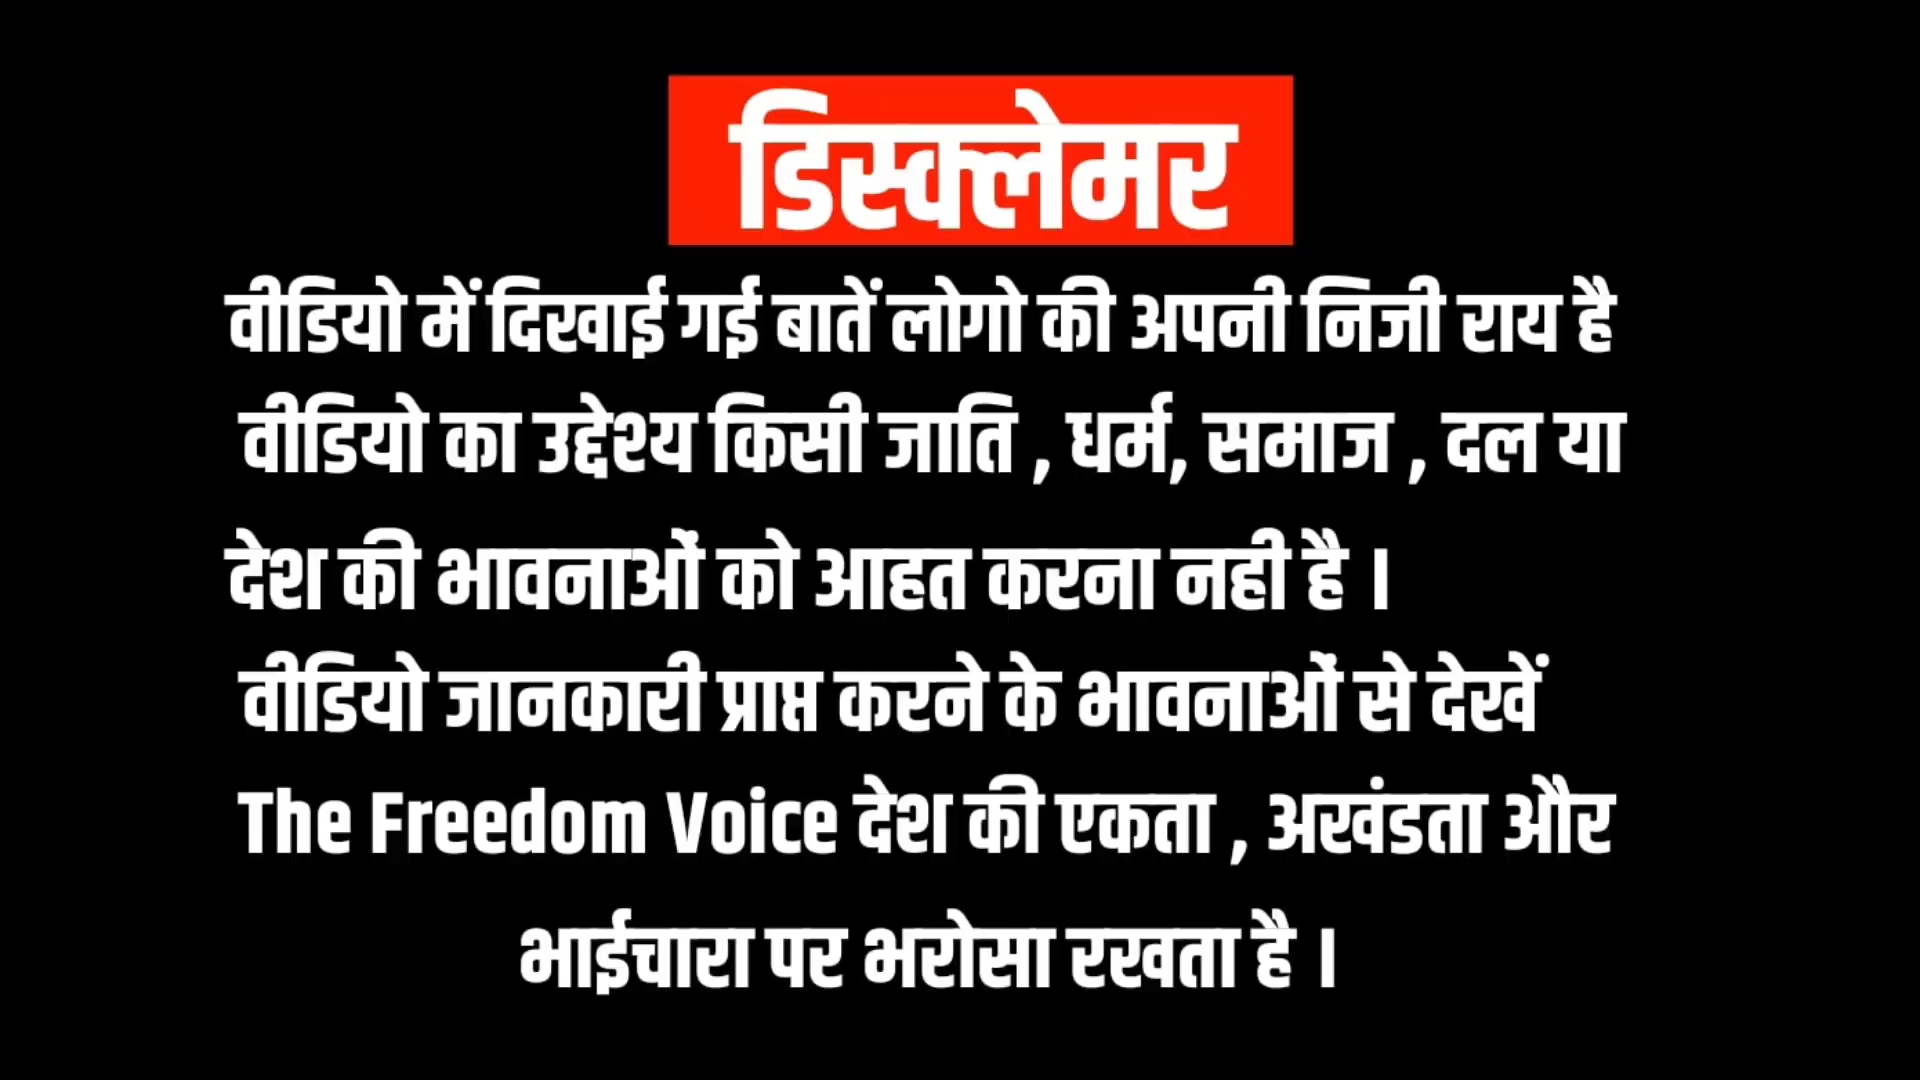 डिस्क्लेमर
वीडियो में दिखाई गई बातें लोगो की अपनी निजी राय है
वीडियो का उद्देश्य किसी जाति , धर्म, समाज , दल या
देश की भावनाओं को आहत करना नही है ।
वीडियो जानकारी प्राप्त करने के भावनाओं से देखें
The Freedom Voice देश की एकता , अखंडता और
भाईचारा पर भरोसा रखता है ।